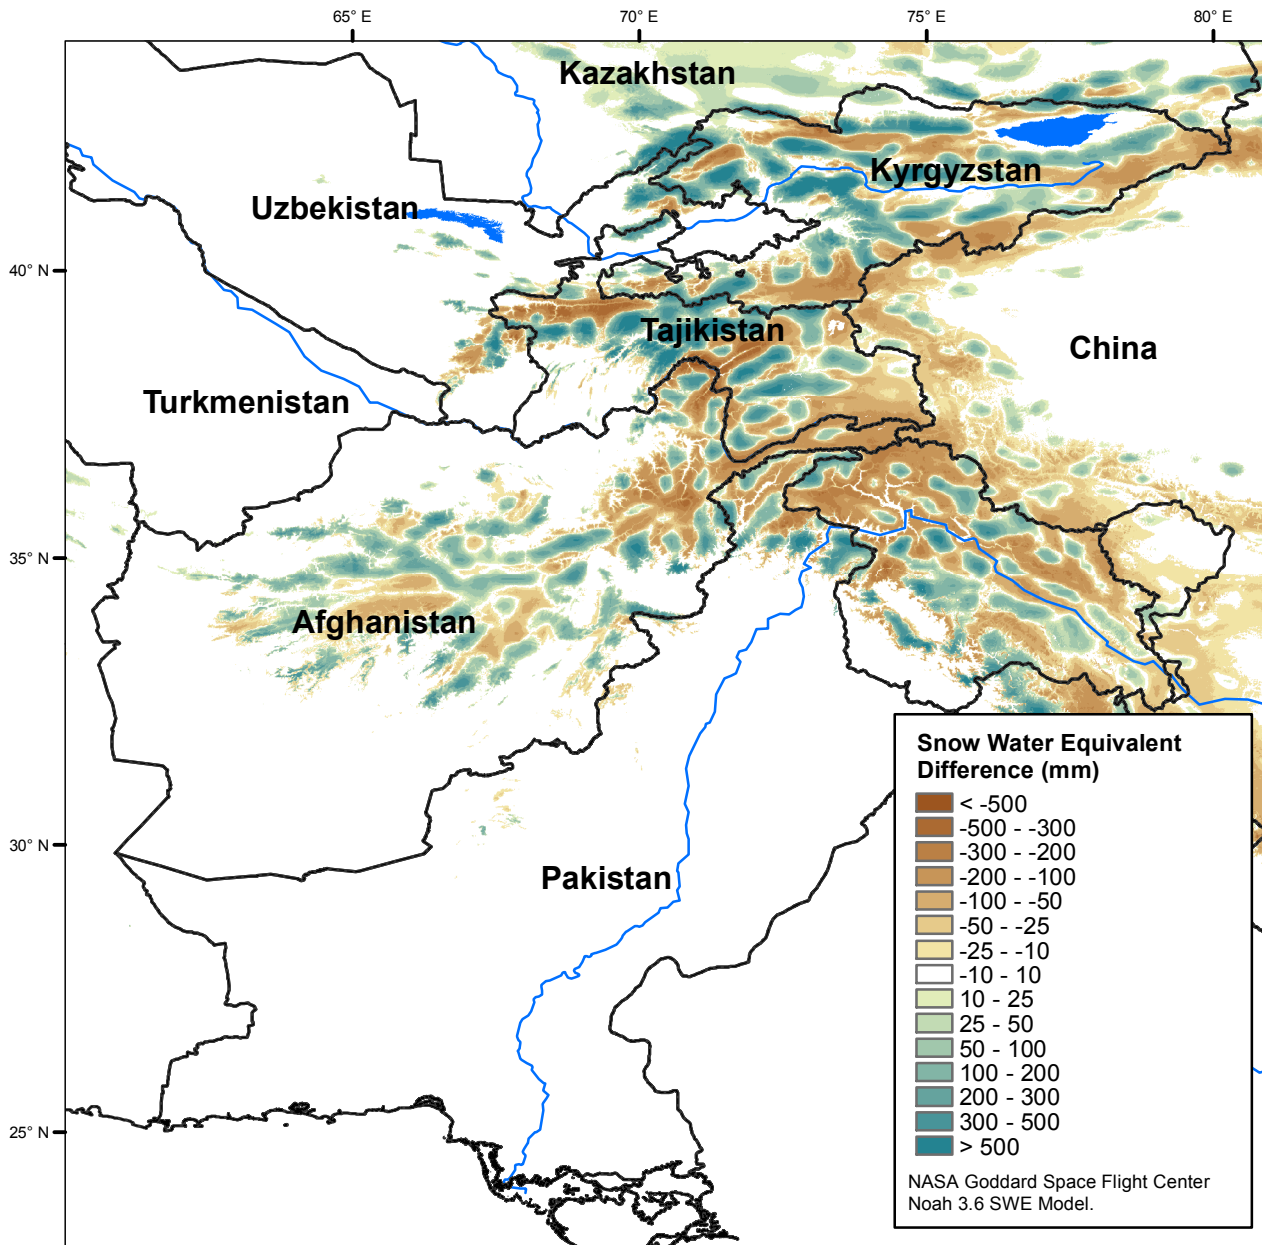 65° E
70° E
75° E
80° E
Kazakhstan
Kyrgyzstan
Uzbekistan
40° N
Tajikistan
China
Turkmenistan
35° N
Afghanistan
30° N
Pakistan
25° N
Snow Water Equivalent
Difference (mm)
< -500
-500 - -300
-300 - -200
-200 - -100
-100 - -50
-50 - -25
-25 - -10
-10 - 10
10 - 25
25 - 50
50 - 100
100 - 200
200 - 300
300 - 500
> 500
NASA Goddard Space Flight Center
Noah 3.6 SWE Model.